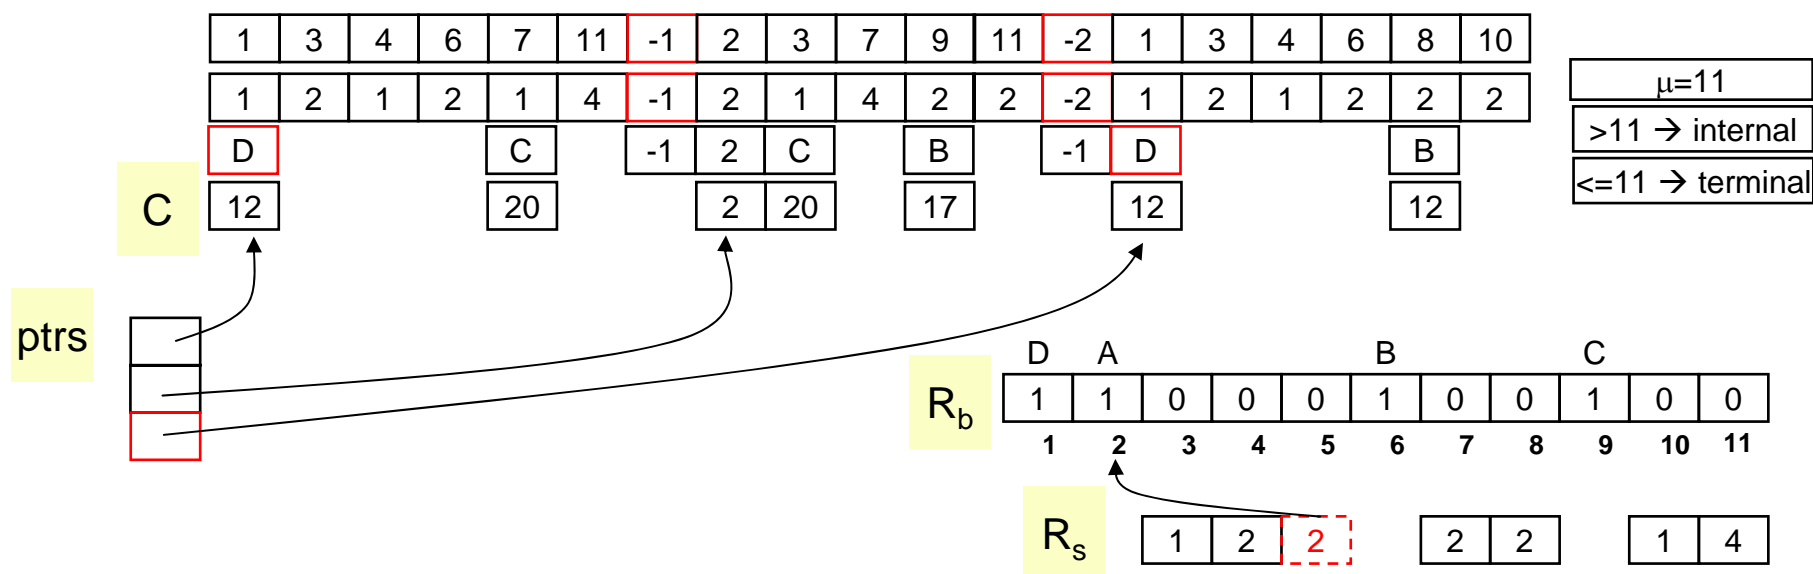 1 3 4 6 7 11 -1 2 3 7 9 11 -2 1 3 4 6 8 10
1 2 1 2 1 4 -1 2 1 4 2 2 -2 1 2 1 2 2 2
D C -1 2 C B -1 D B
C 12 20 2 20 17 12 12
μ=11
>11 → internal
<=11 → terminal
ptrs
D A B C
Rb 1 1 0 0 0 1 0 0 1 0 0
1 2 3 4 5 6 7 8 9 10 11
Rs 1 2 2 2 2 1 4